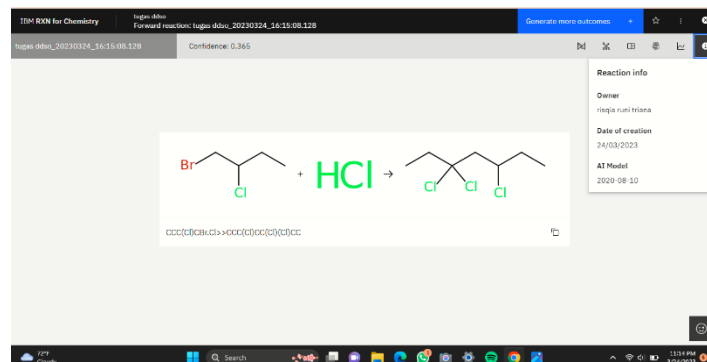 IBM RXN for Chemistry
tugas ddso
Forward reaction: tugas ddso_20230324_16:15:08.128
Generate more outcomes +
tugas ddso_20230324_16:15:08.128
Confidence: 0.365
Reaction info
Owner
risqia runi triana
Date of creation
24/03/2023
AI Model
2020-08-10
Br
Cl
+ HCl →
Cl Cl Cl
CCC(Cl)CBr.Cl>>CCC(Cl)CC(Cl)(Cl)CC
72°F
Cloudy
Search
11:14 PM
3/24/2023